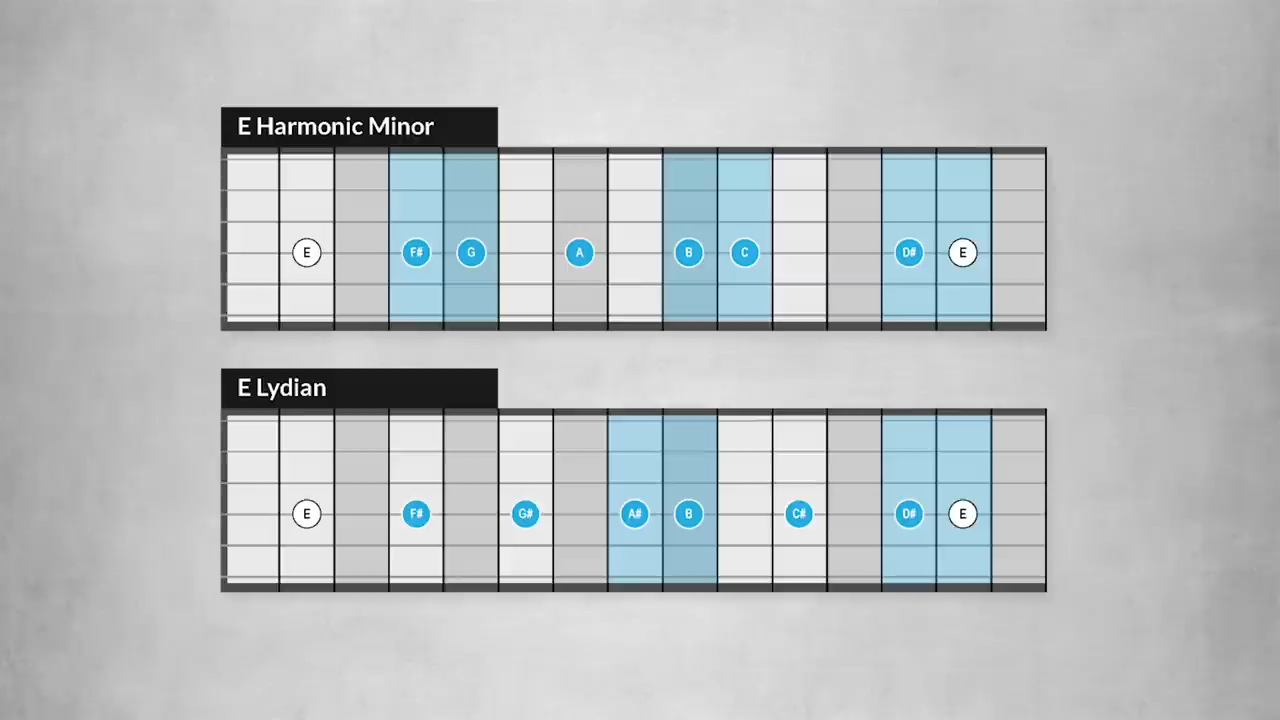 E Harmonic Minor
E F# G A B C D# E
E Lydian
E F# G# A# B C# D# E